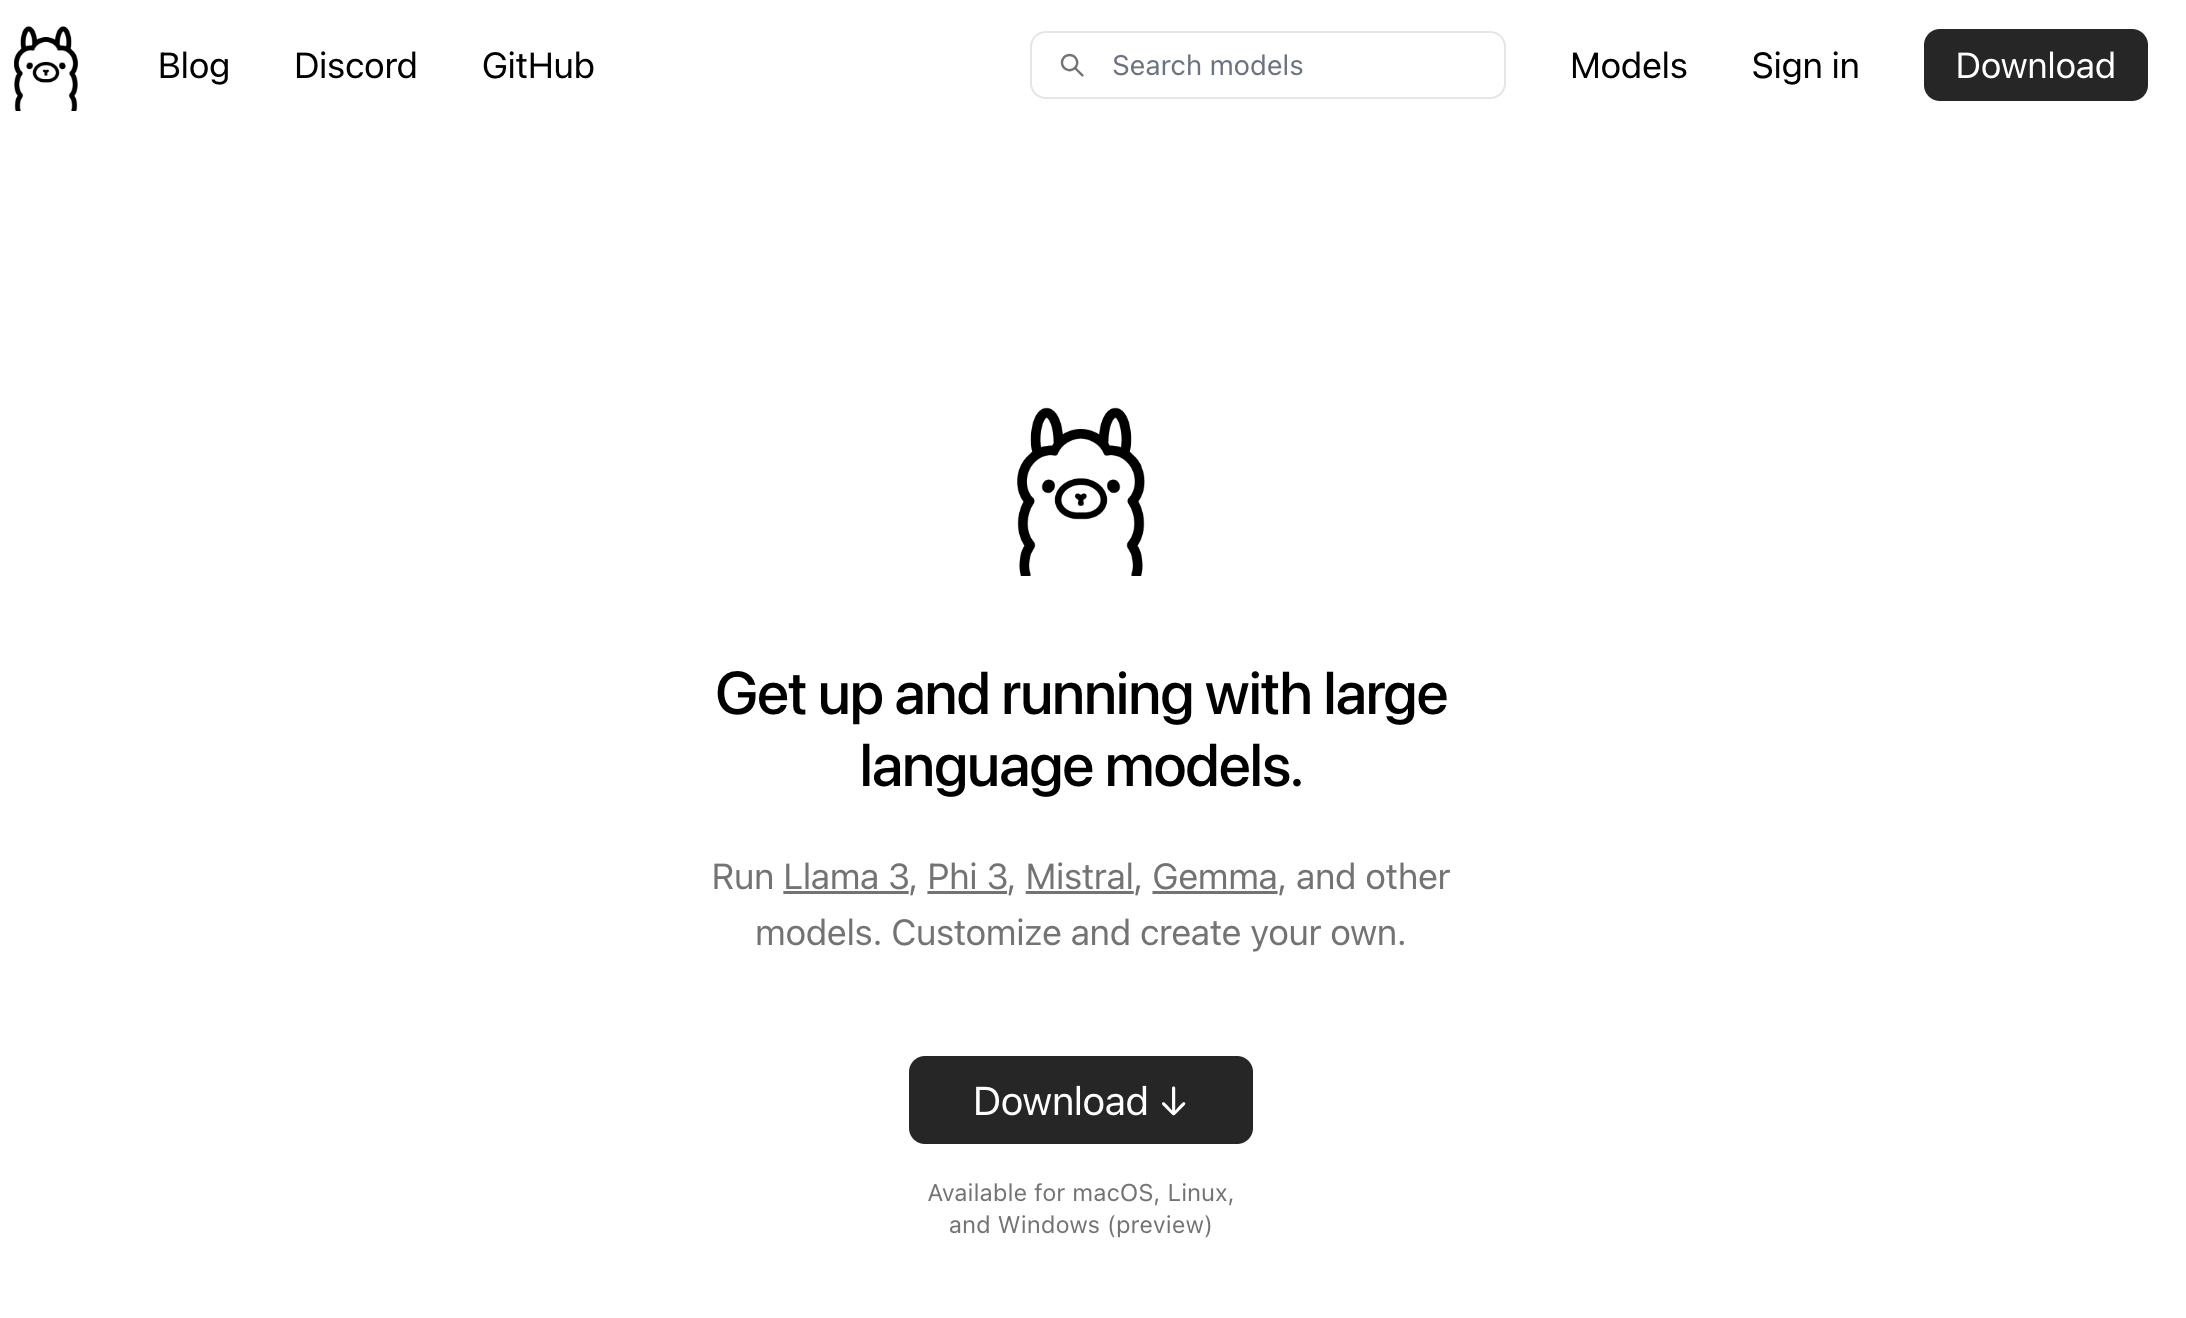 Blog Discord GitHub Search models Models Sign in Download
Get up and running with large
language models.
Run Llama 3, Phi 3, Mistral, Gemma, and other
models. Customize and create your own.
Download ↓
Available for macOS, Linux,
and Windows (preview)